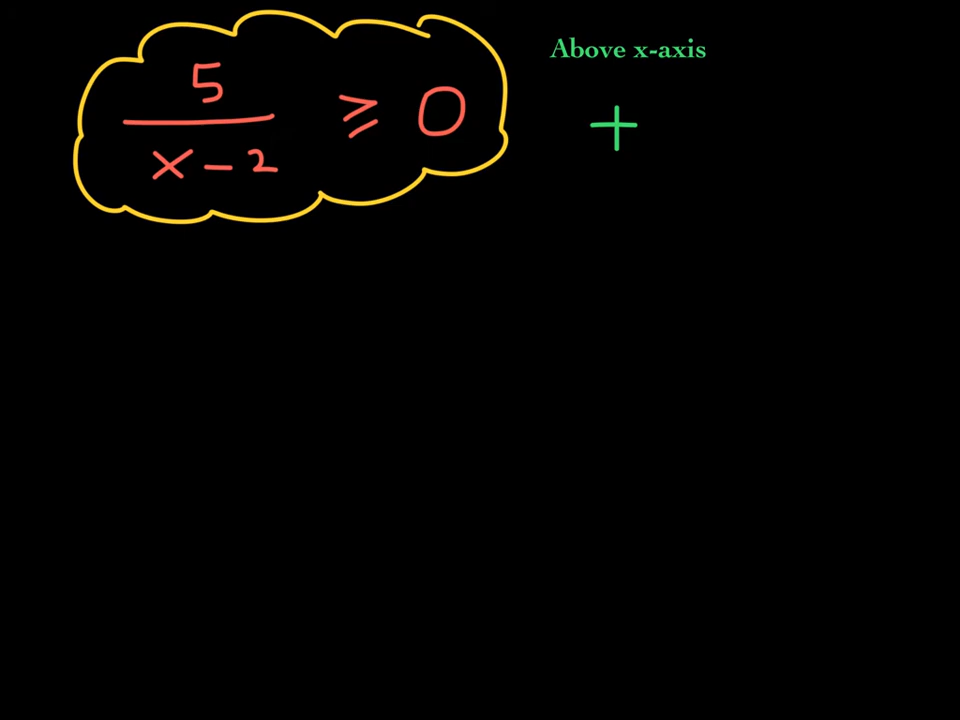 5/(x-2) ⩾ 0
Above x-axis
+